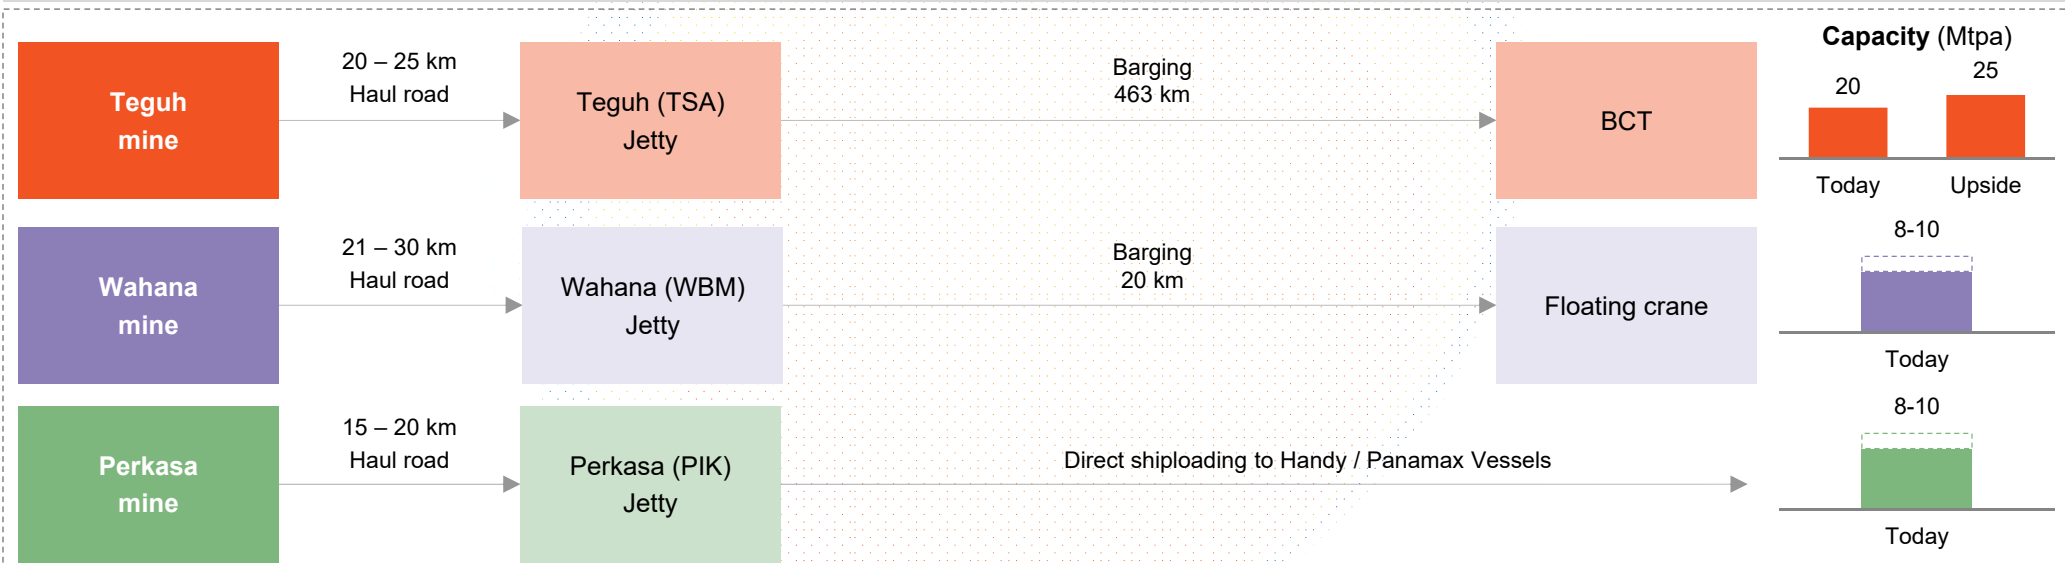 Capacity (Mtpa)
Teguh
mine
20 – 25 km
Haul road
Teguh (TSA)
Jetty
Barging
463 km
BCT
20
25
Today
Upside
Wahana
mine
21 – 30 km
Haul road
Wahana (WBM)
Jetty
Barging
20 km
Floating crane
8-10
Today
Perkasa
mine
15 – 20 km
Haul road
Perkasa (PIK)
Jetty
Direct shiploading to Handy / Panamax Vessels
8-10
Today